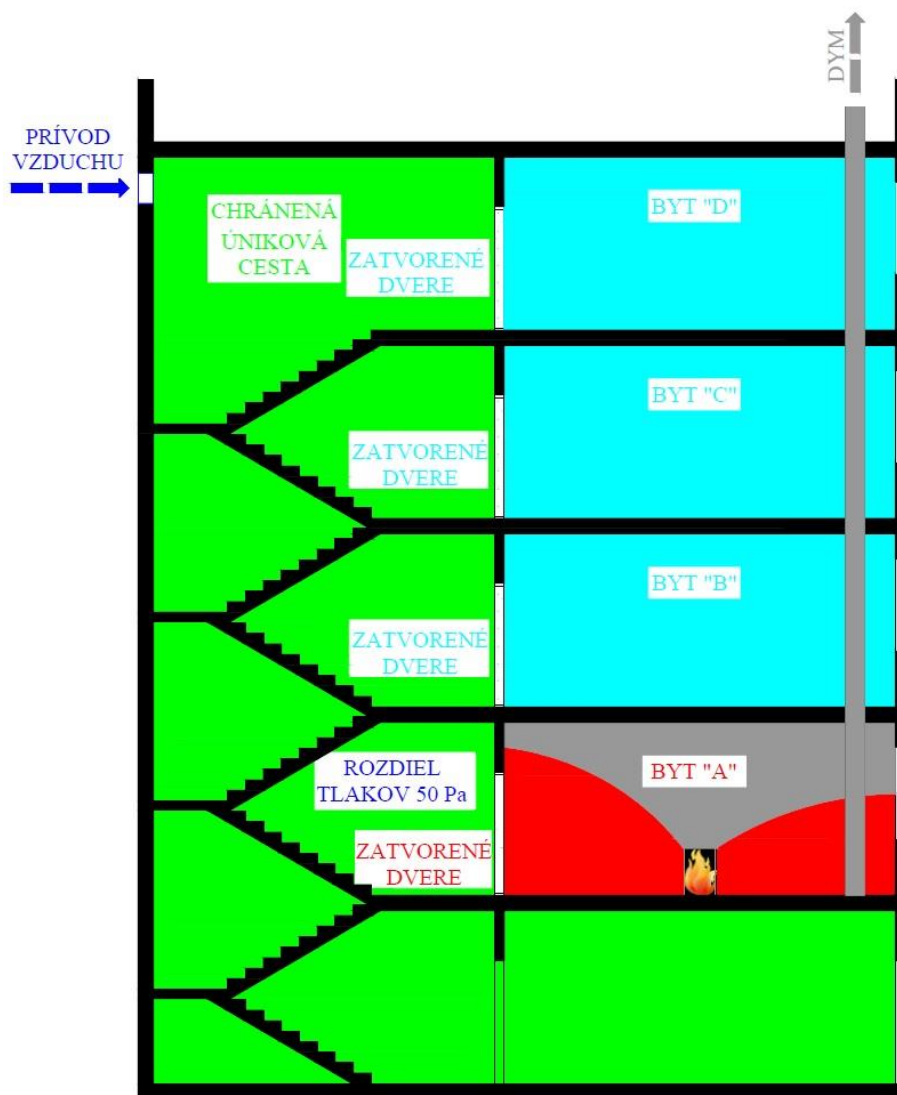 DYM
PRÍVOD
VZDUCHU
CHRÁNENÁ
ÚNIKOVÁ
CESTA
ZATVORENÉ
DVERE
BYT "D"
ZATVORENÉ
DVERE
BYT "C"
ZATVORENÉ
DVERE
BYT "B"
ROZDIEL
TLAKOV 50 Pa
BYT "A"
ZATVORENÉ
DVERE